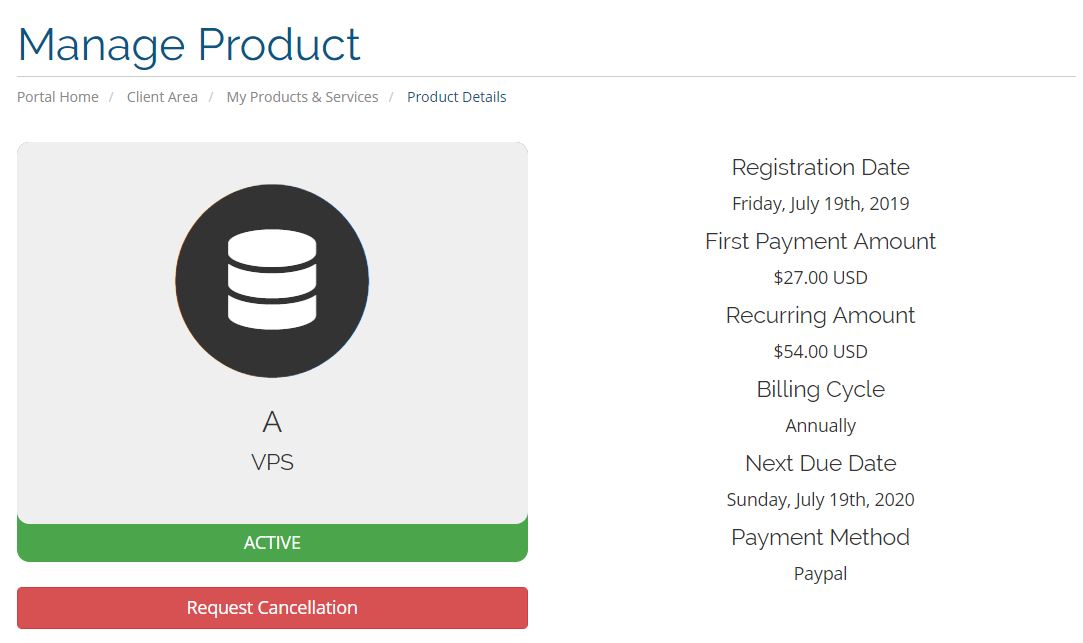 Manage Product
Portal Home / Client Area / My Products & Services / Product Details
A
VPS
ACTIVE
Request Cancellation
Registration Date
Friday, July 19th, 2019
First Payment Amount
$27.00 USD
Recurring Amount
$54.00 USD
Billing Cycle
Annually
Next Due Date
Sunday, July 19th, 2020
Payment Method
Paypal